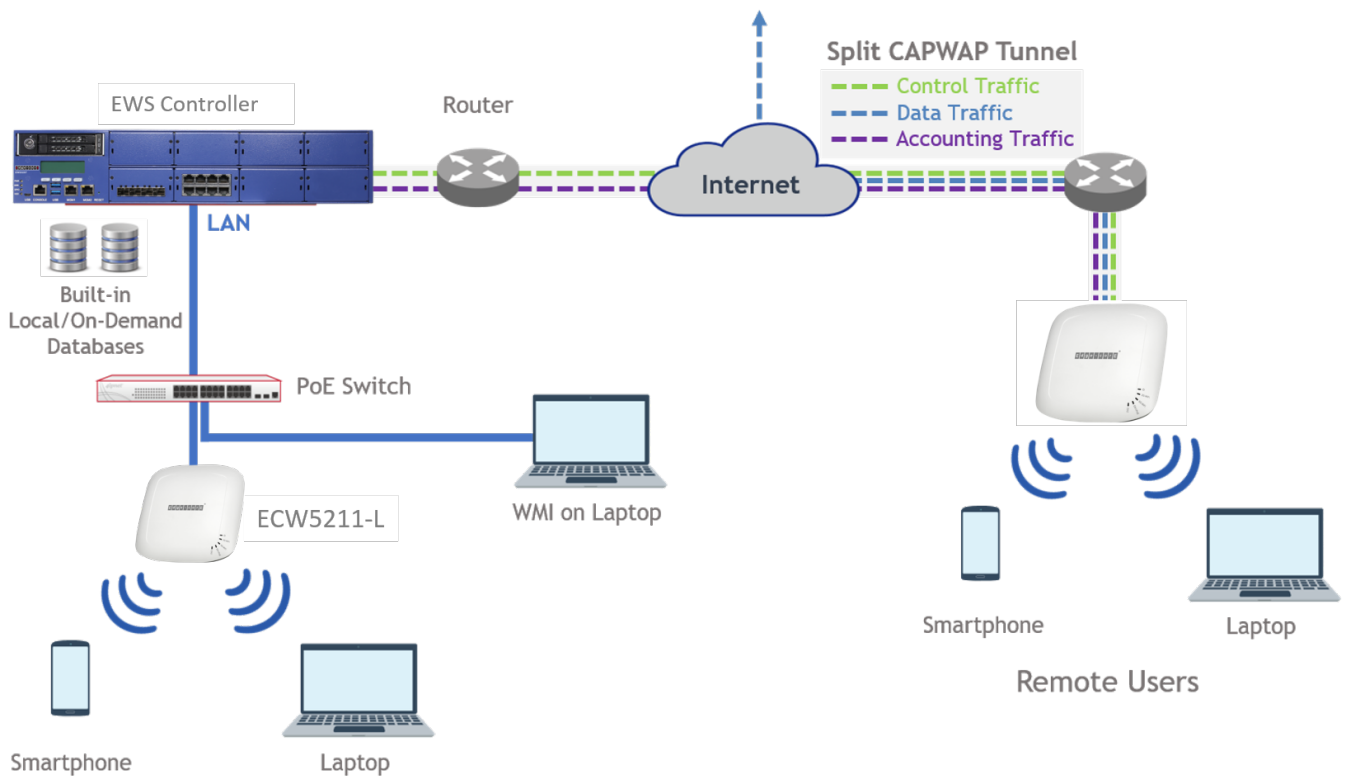 Split CAPWAP Tunnel
Control Traffic
Data Traffic
Accounting Traffic
EWS Controller
Router
Internet
LAN
Built-in
Local/On-Demand
Databases
PoE Switch
WMI on Laptop
ECW5211-L
Smartphone
Laptop
Remote Users
Smartphone
Laptop